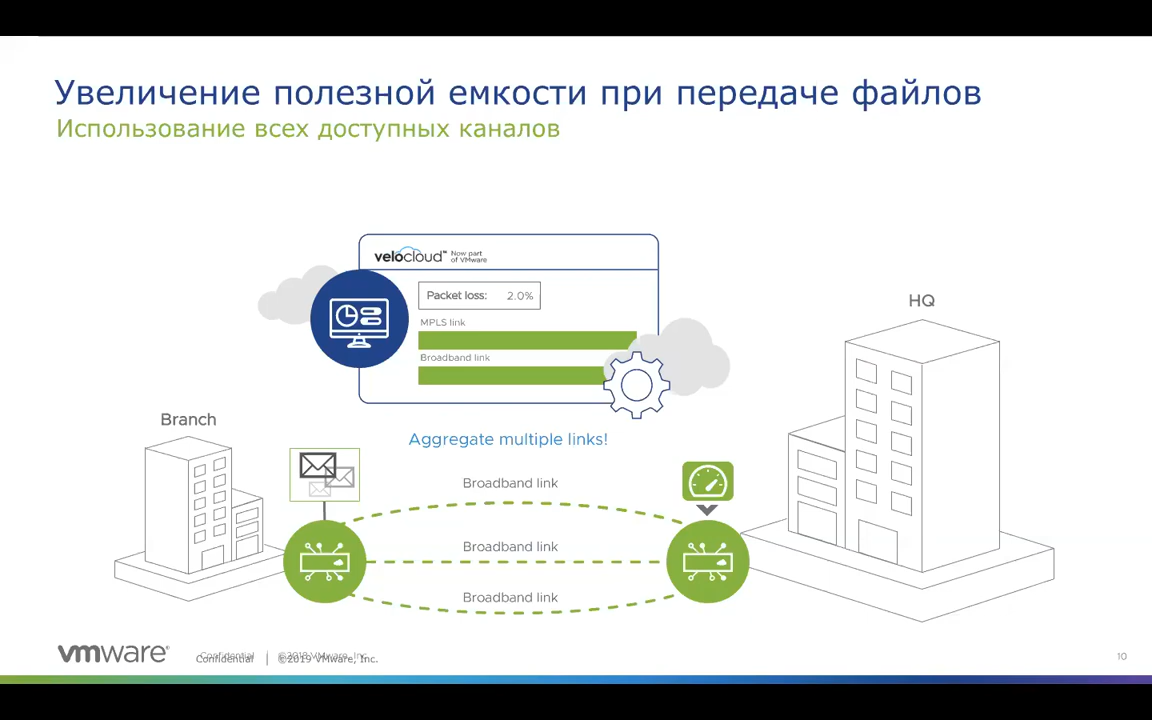 Увеличение полезной емкости при передаче файлов
Использование всех доступных каналов
velocloud™ Now part
of VMware
Packet loss: 2.0%
MPLS link
Broadband link
HQ
Branch
Aggregate multiple links!
Broadband link
Broadband link
Broadband link
vmware® Confidential | ©2019 VMware, Inc.
10